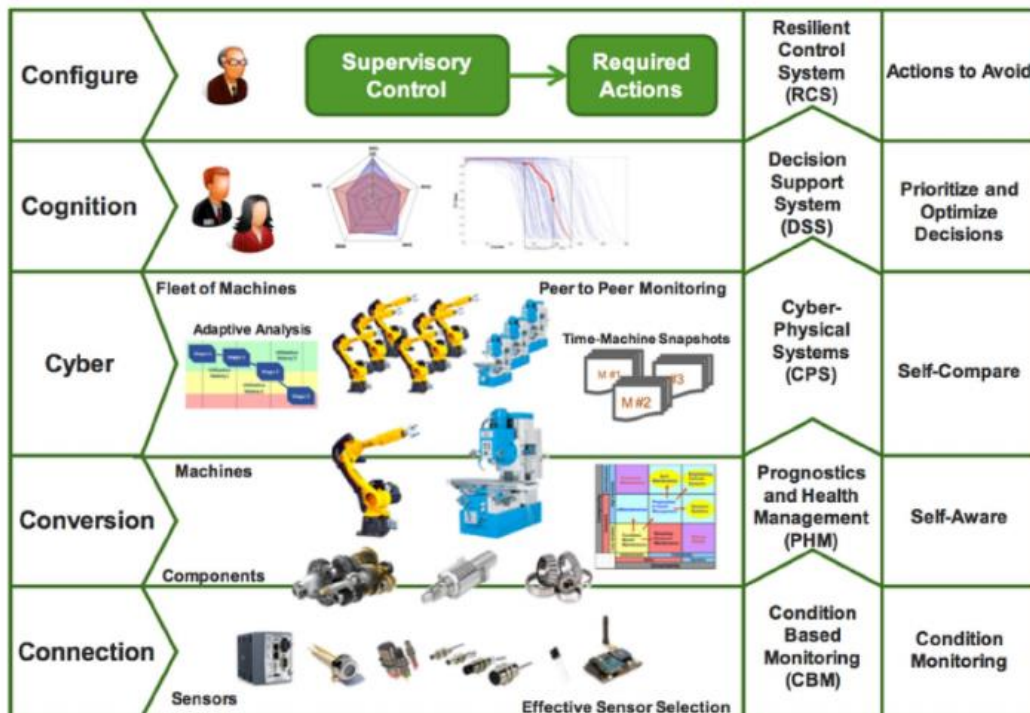 Configure
Supervisory
Control
Required
Actions
Resilient
Control
System
(RCS)
Actions to Avoid
Cognition
Decision
Support
System
(DSS)
Prioritize and
Optimize
Decisions
Cyber
Fleet of Machines
Peer to Peer Monitoring
Adaptive Analysis
Time-Machine Snapshots
M #1
#3
M #2
Cyber-
Physical
Systems
(CPS)
Self-Compare
Conversion
Machines
Components
Prognostics
and Health
Management
(PHM)
Self-Aware
Connection
Sensors
Effective Sensor Selection
Condition
Based
Monitoring
(CBM)
Condition
Monitoring